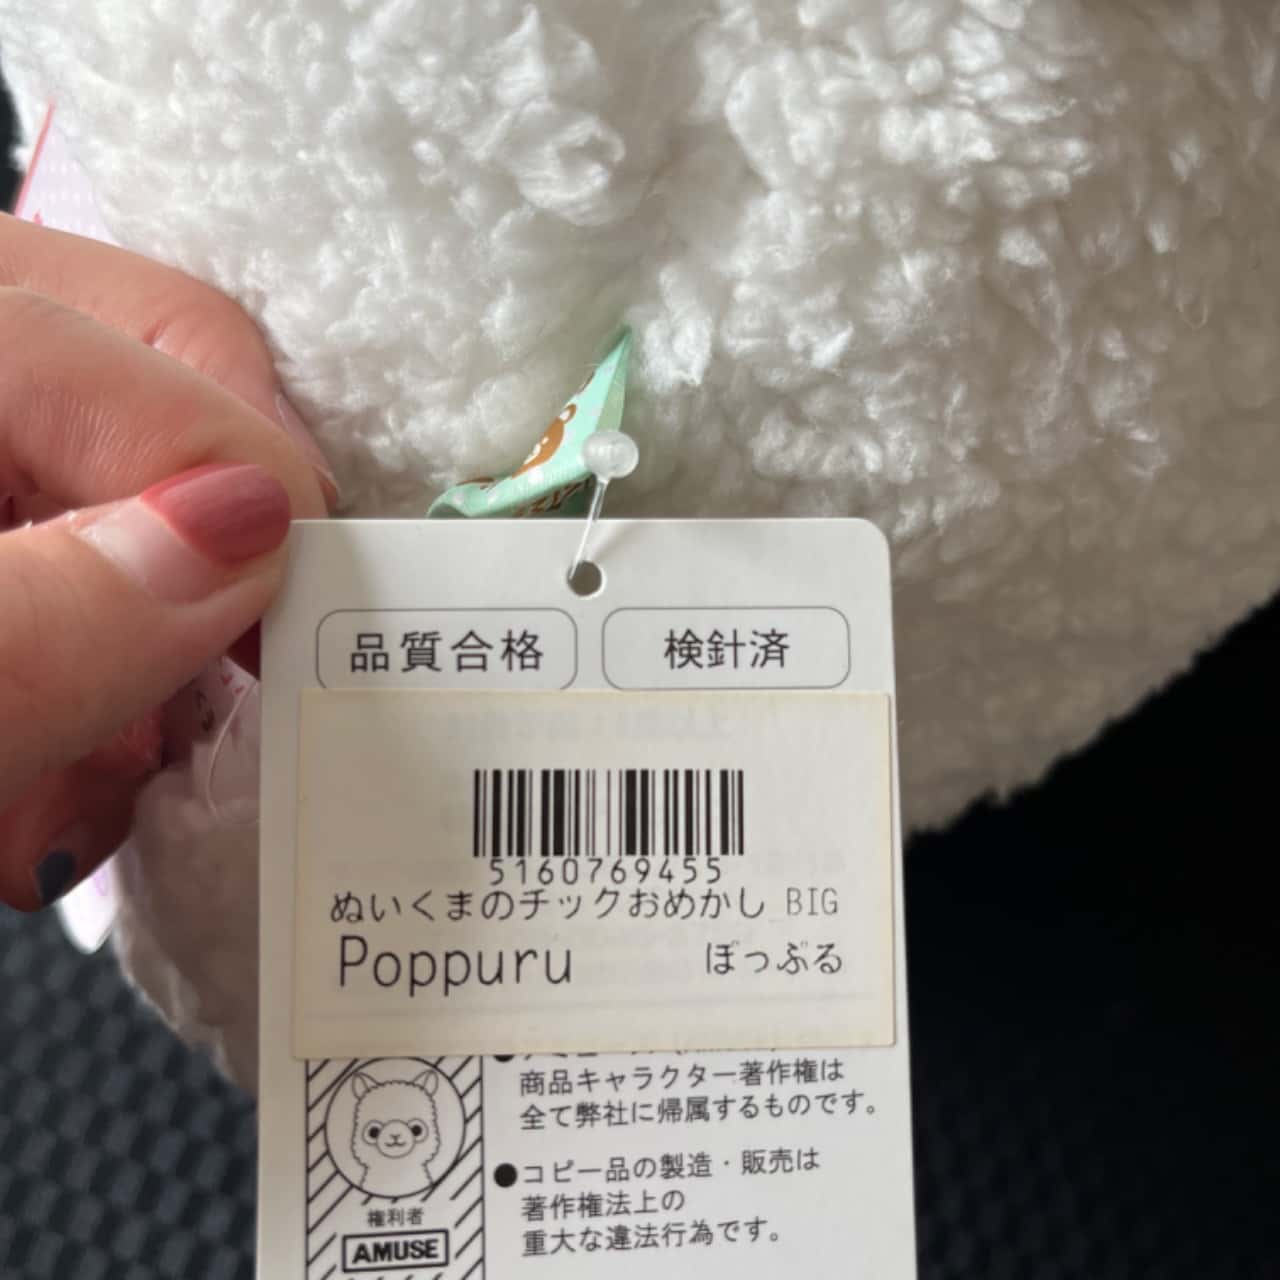 品質合格
検針済
5160769455
ぬいくまのチックおめかし BIG
Poppuru ぽっぷる
商品キャラクター著作権は
全て弊社に帰属するものです。
●コピー品の製造・販売は
著作権法上の
重大な違法行為です。
権利者
AMUSE